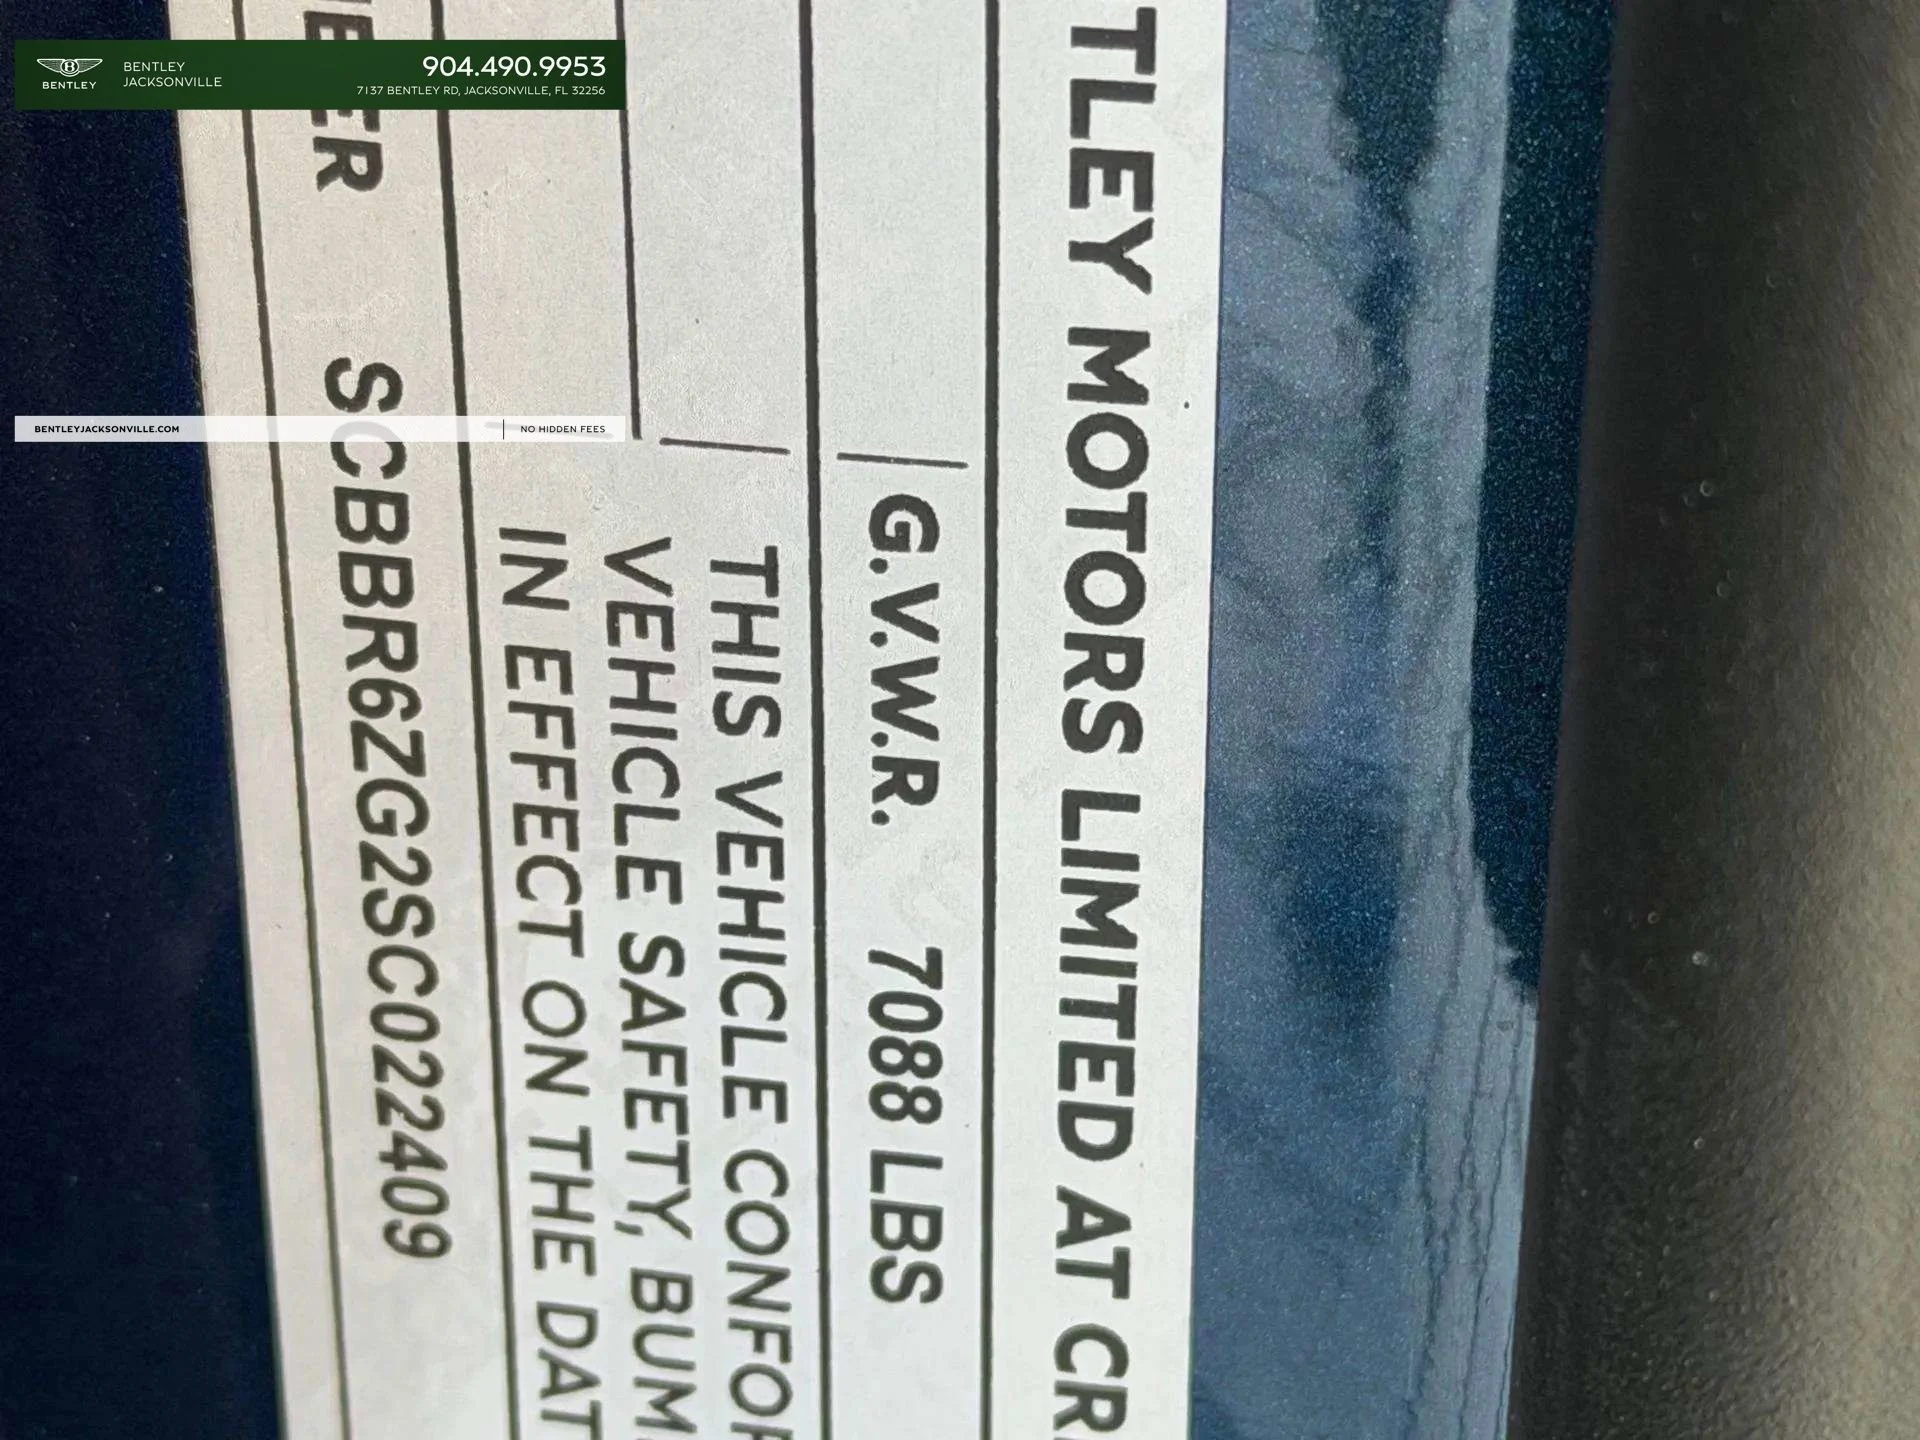 BENTLEY
BENTLEY
JACKSONVILLE
904.490.9953
7137 BENTLEY RD, JACKSONVILLE, FL 32256
BENTLEYJACKSONVILLE.COM
NO HIDDEN FEES
TLEY MOTORS LIMITED AT CR
G.V.W.R. 7088 LBS
THIS VEHICLE CONFOR
VEHICLE SAFETY, BUM
IN EFFECT ON THE DAT
ER SCBBR6ZG2SC022409